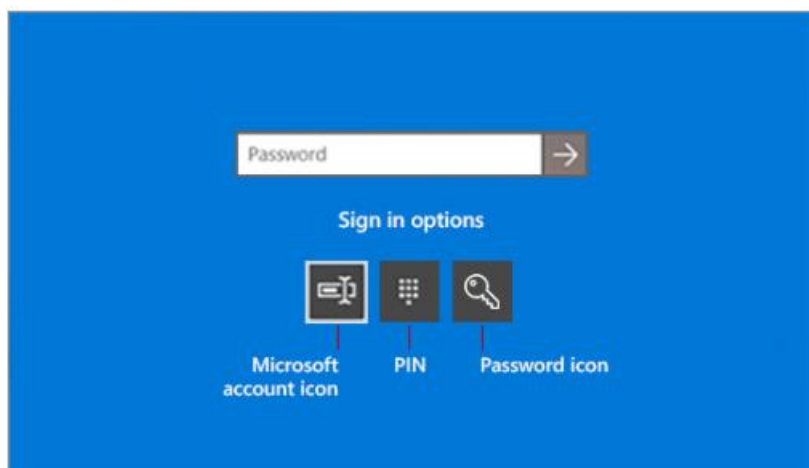 Password
Sign in options
Microsoft account icon
PIN
Password icon